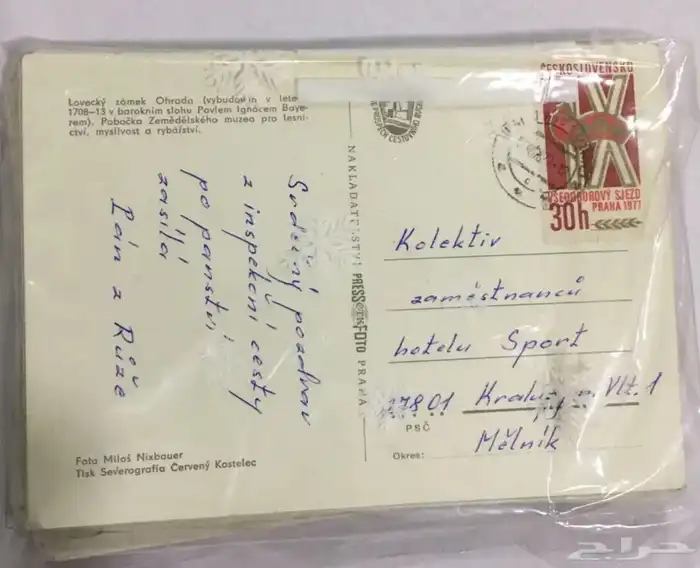 Lovecký zámek Ohrada (vybudován v letech
1708–13 v barokním slohu Pavlem Ignácem Baye-
rem). Pobočka Zemědělského muzea pro lesni-
ctví, myslivost a rybářství.
Srdečný pozdrav
z inspekční cesty
po panství
zasílá
Pán z Růže
Foto Miloš Nixbauer
Tisk Severografia Červený Kostelec
NAKLADATELSTVÍ PRESSFOTO PRAHA
ČESKOSLOVENSKO
VŠEODBOROVÝ SJEZD
PRAHA 1977
30h
Kolektiv
zaměstnanců
hotelu Sport
27801 Kralupy n. Vlt. 1
PSČ
Mělník
Okres:
حراج